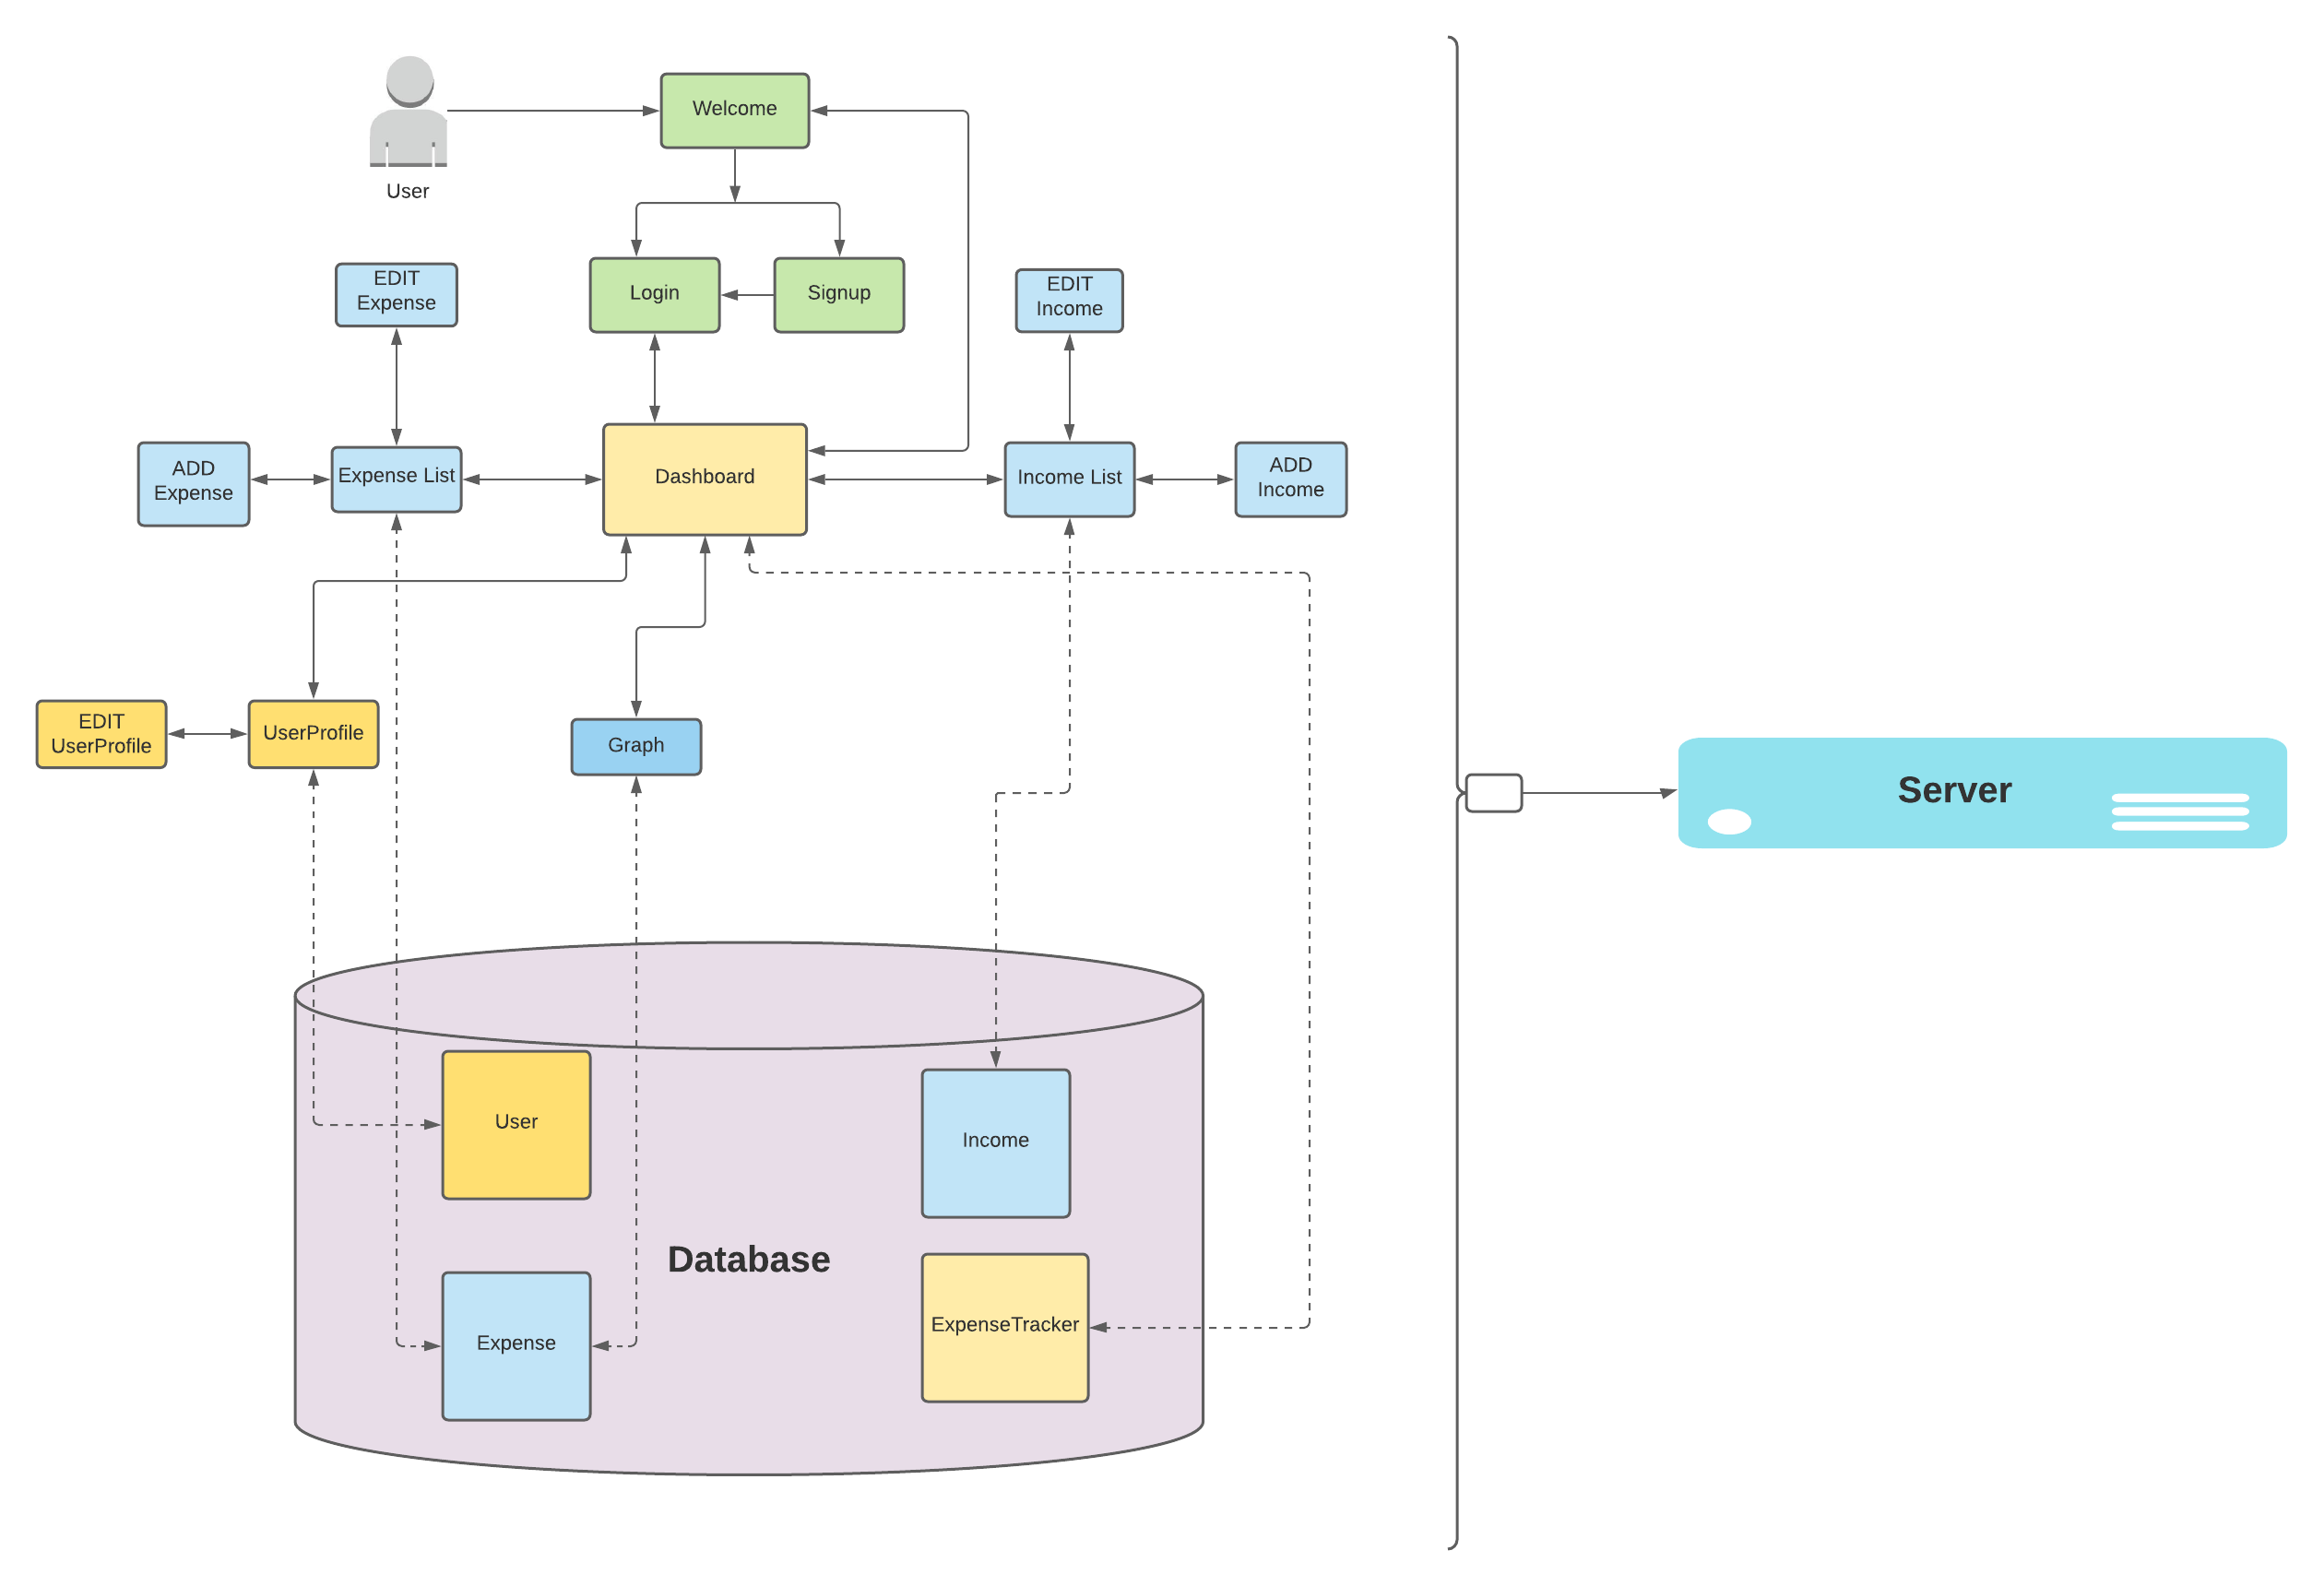 Welcome
User
EDIT
Expense
Login
Signup
EDIT
Income
ADD
Expense
Expense List
Dashboard
Income List
ADD
Income
EDIT
UserProfile
UserProfile
Graph
Server
User
Income
Database
Expense
ExpenseTracker